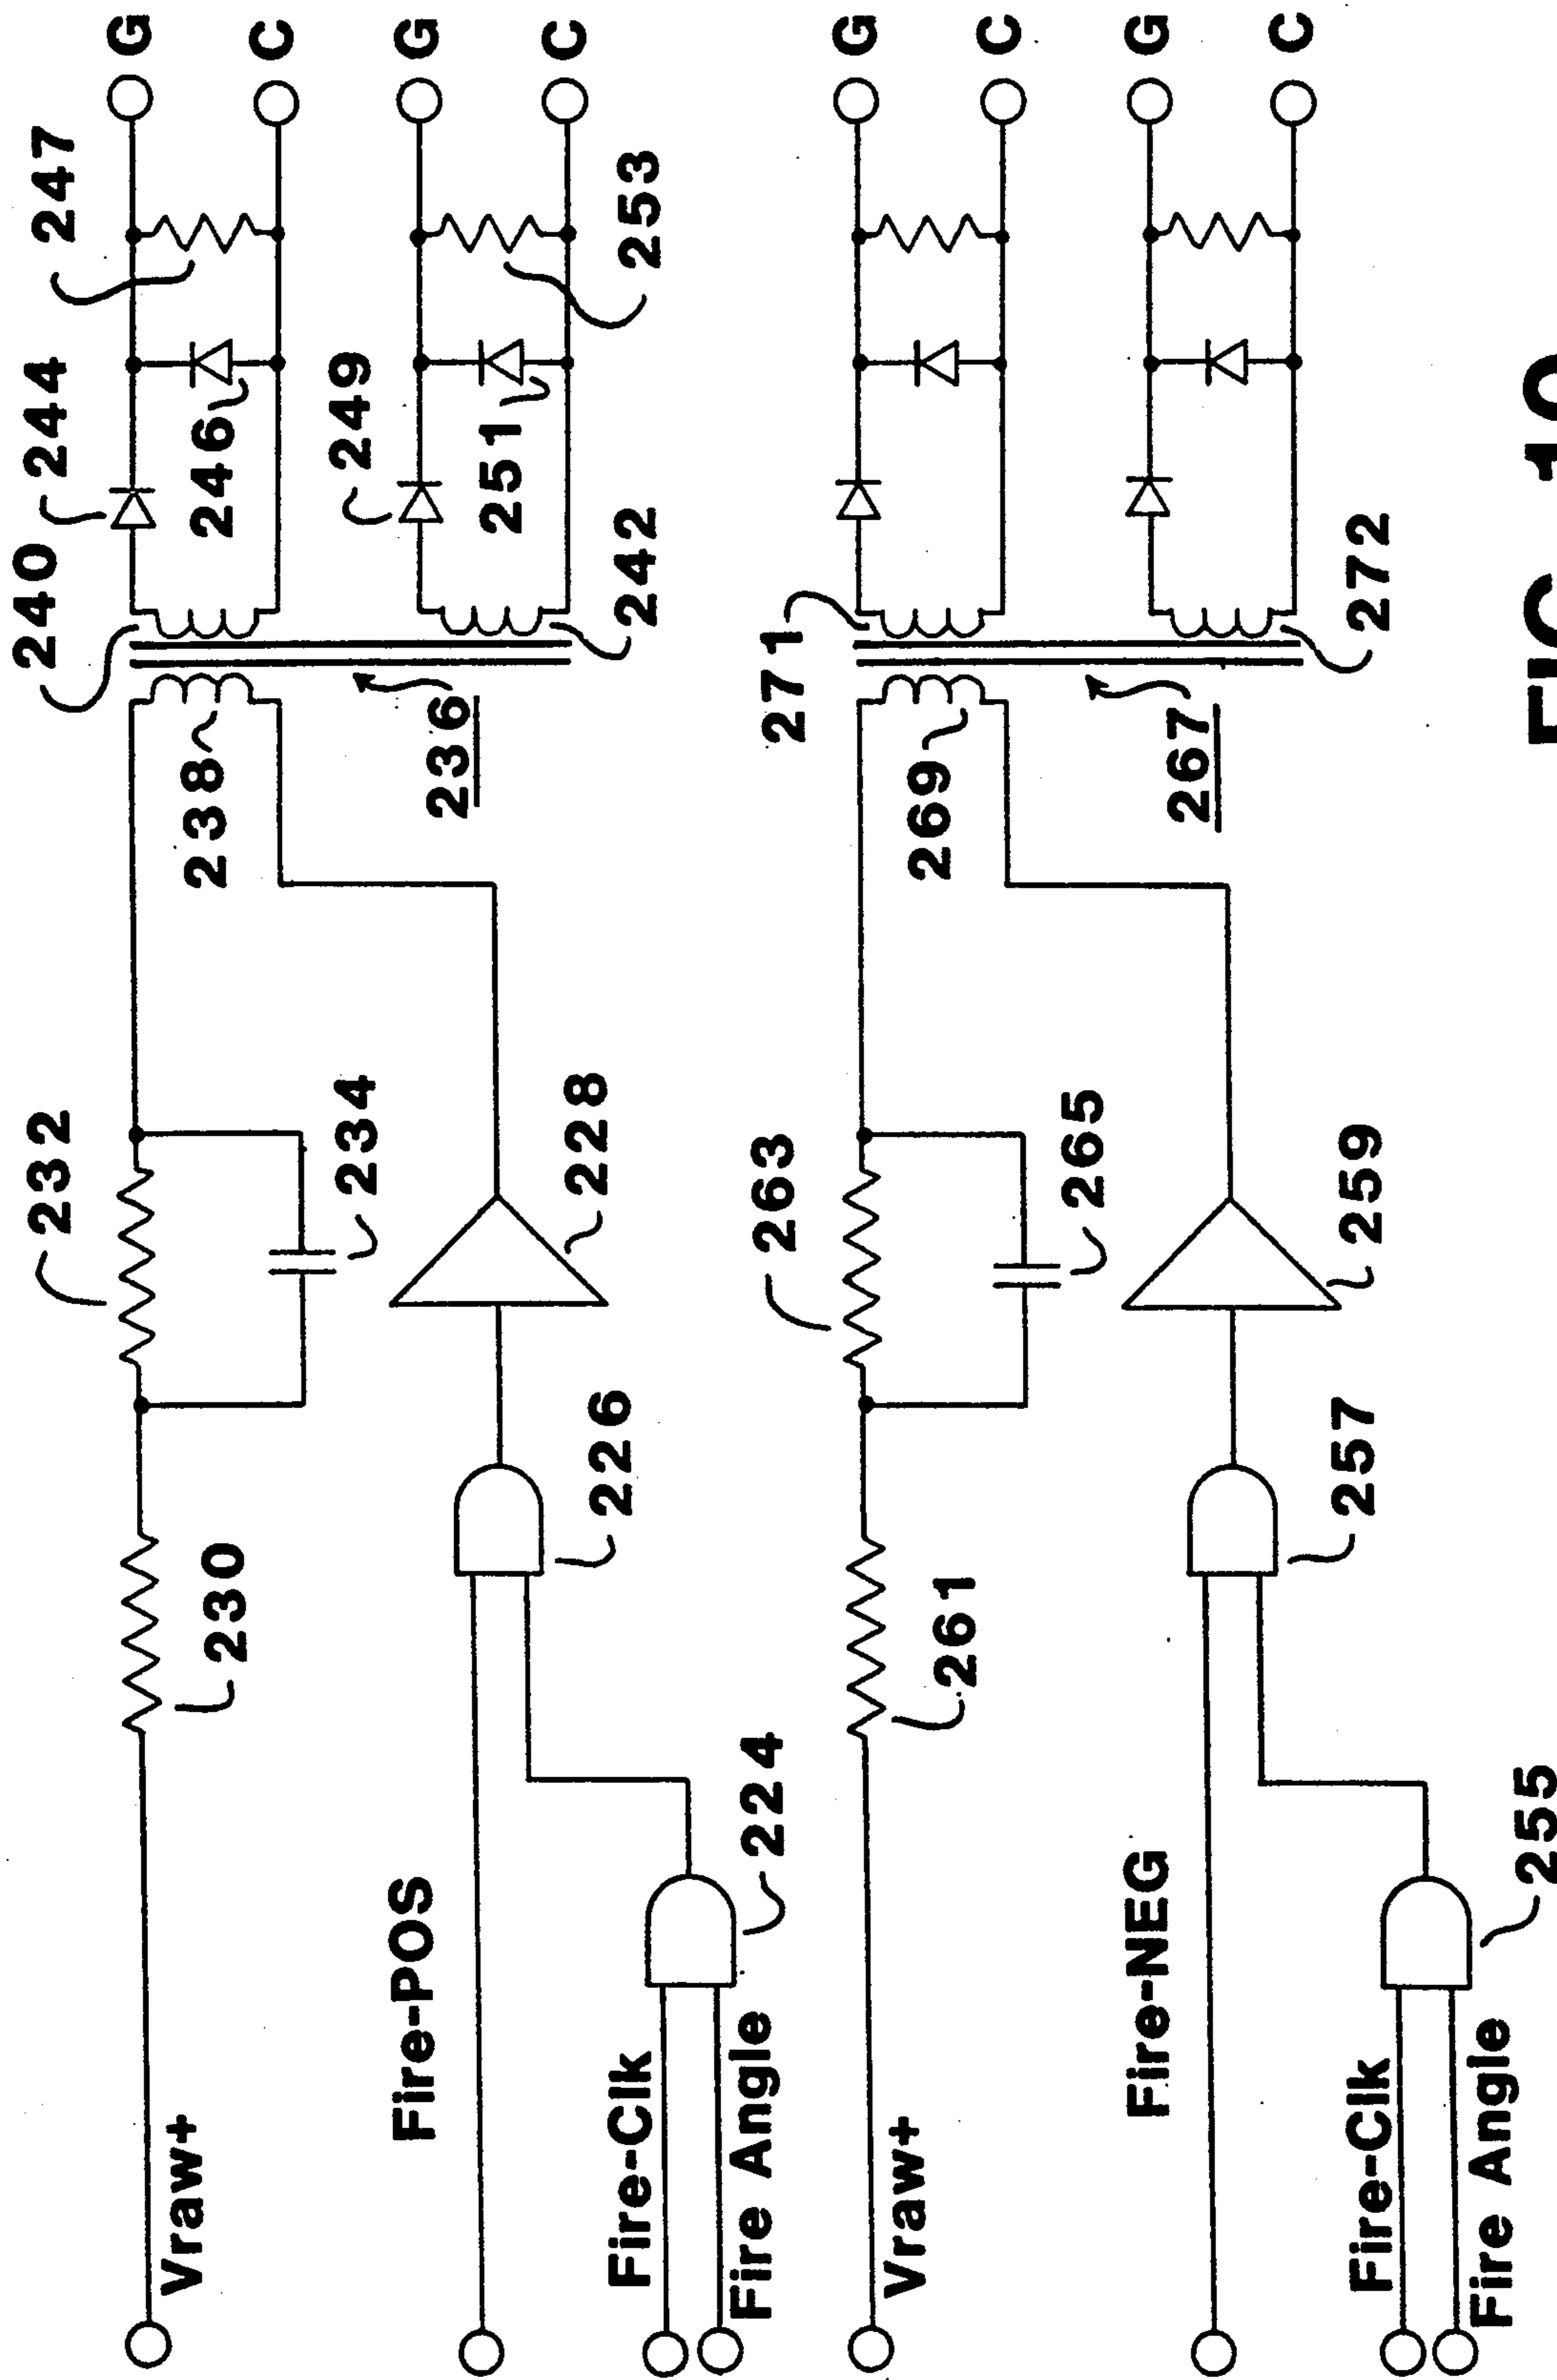 240
244
247
G
238
246
C
232
234
236
249
G
230
251
242
253
C
Vraw+
228
226
Fire-POS
224
Fire-Clk
Fire Angle
271
G
269
C
263
265
267
G
261
272
C
Vraw+
259
257
Fire-NEG
255
Fire-Clk
Fire Angle